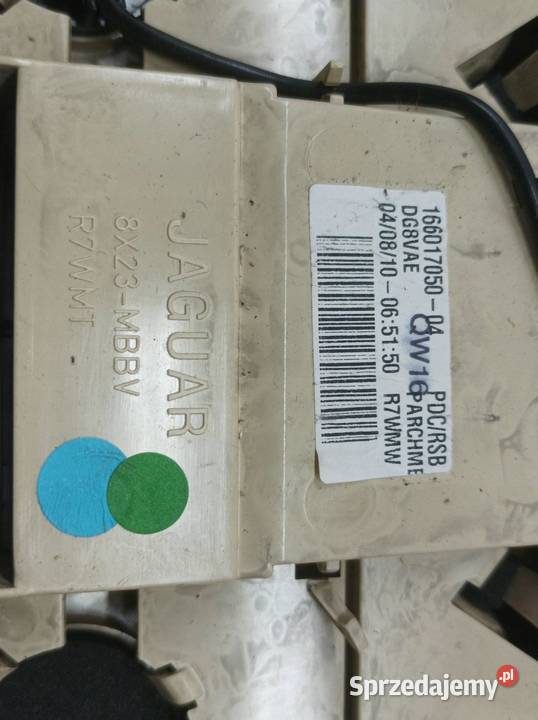 JAGUAR
8X23-MBBV
R7WMT
166017050-04 PDC/RSB
DG8VAE PARCHME
QW16
04/08/10-06:51:50 R7WMW
Sprzedajemy.pl